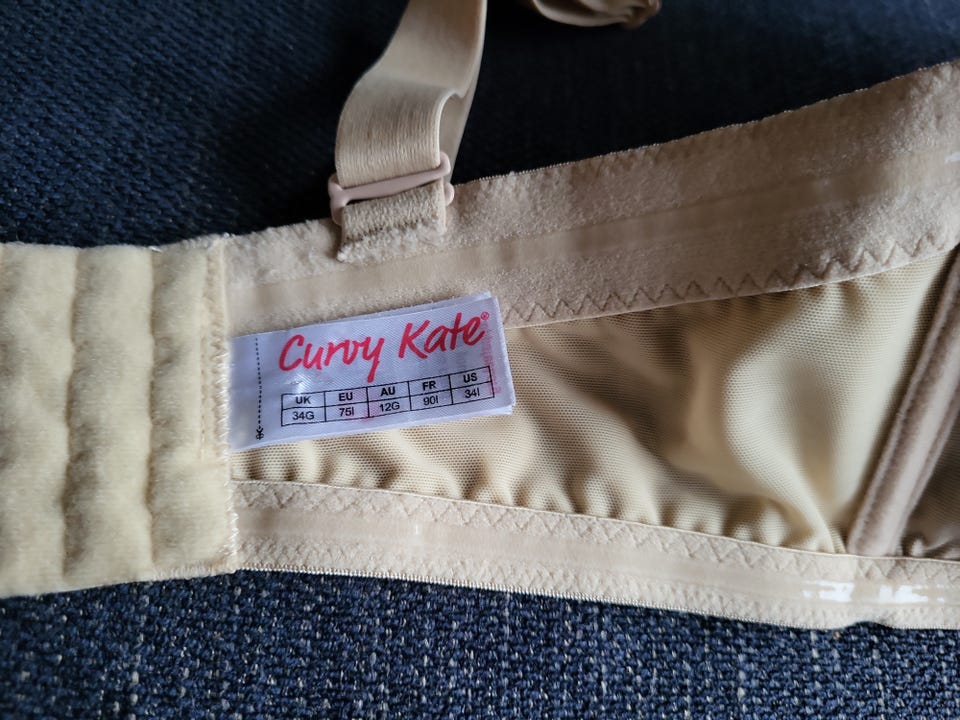 Curvy Kate®
UK EU AU FR US
34G 75I 12G 90I 34I